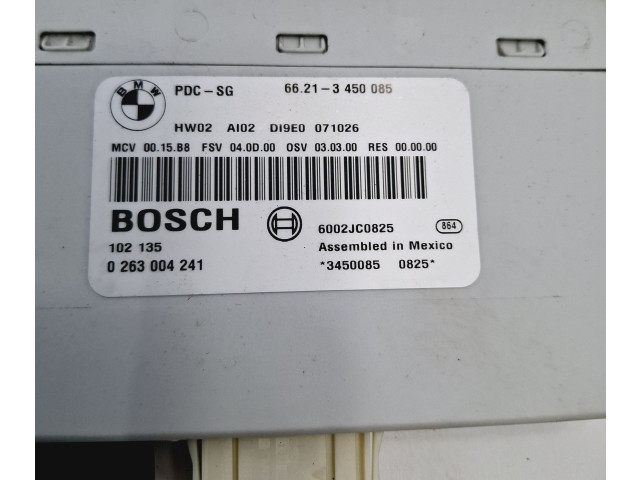 BMW
PDC-SG 66.21-3 450 085
HW02 AI02 DI9E0 071026
MCV 00.15.B8 FSV 04.0D.00 OSV 03.03.00 RES 00.00.00
BOSCH 6002JC0825 864
102 135 Assembled in Mexico
0 263 004 241 *3450085 0825*